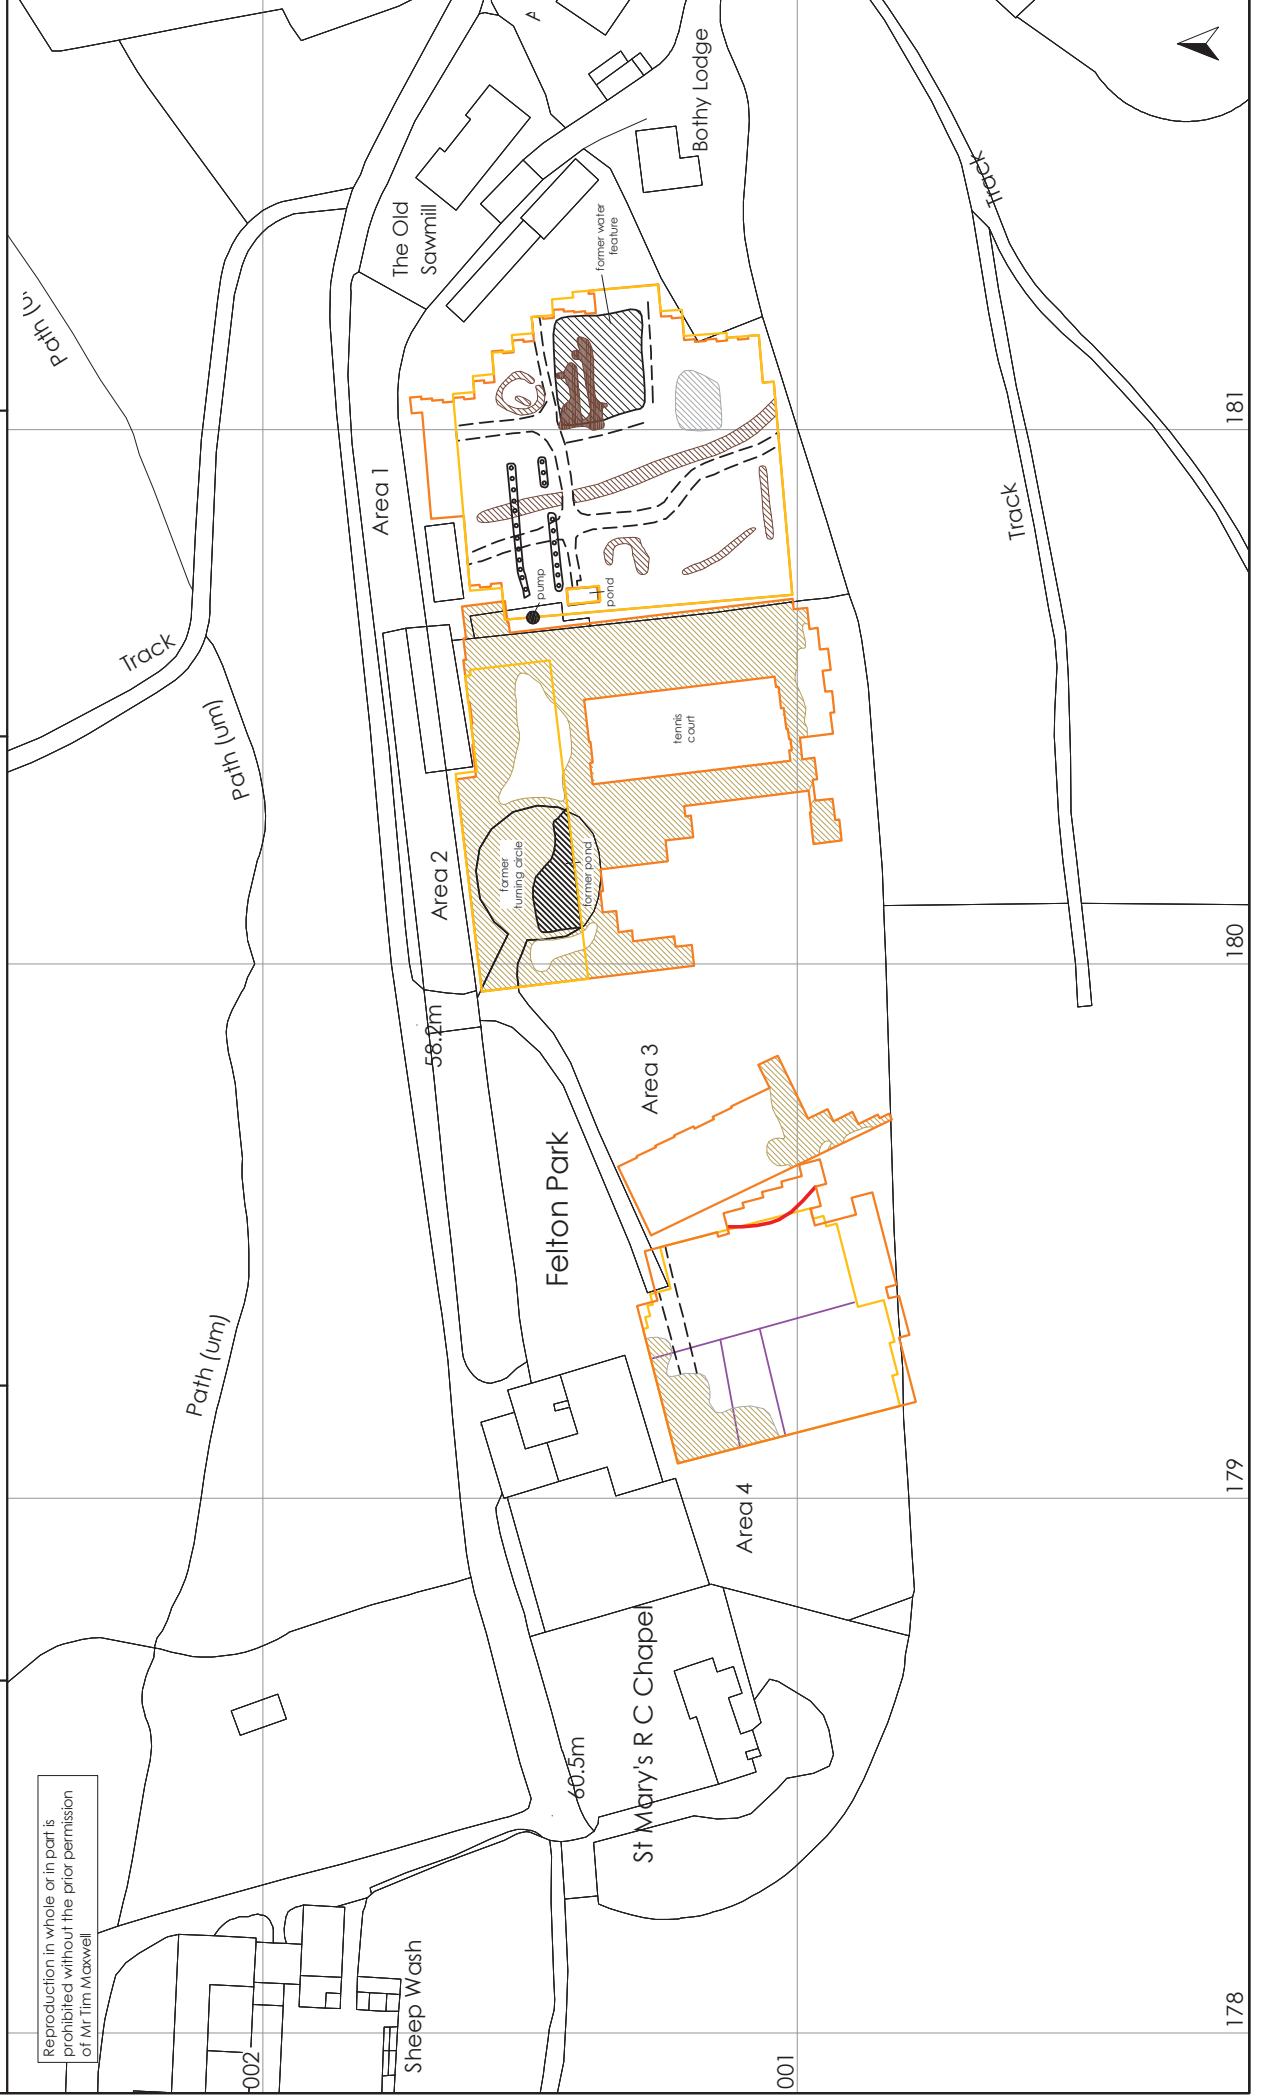 Reproduction in whole or in part is
prohibited without the prior permission
of Mr Tim Maxwell
002
Sheep Wash
60.5m
St Mary's R C Chapel
001
178
Path (um)
Felton Park
Area 4
179
58.2m
Area 3
Path (um)
Track
Area 2
former
turning circle
former pond
tennis
court
180
Area 1
pump
pond
Track
181
The Old
Sawmill
former water
feature
Bothy Lodge
Track
A